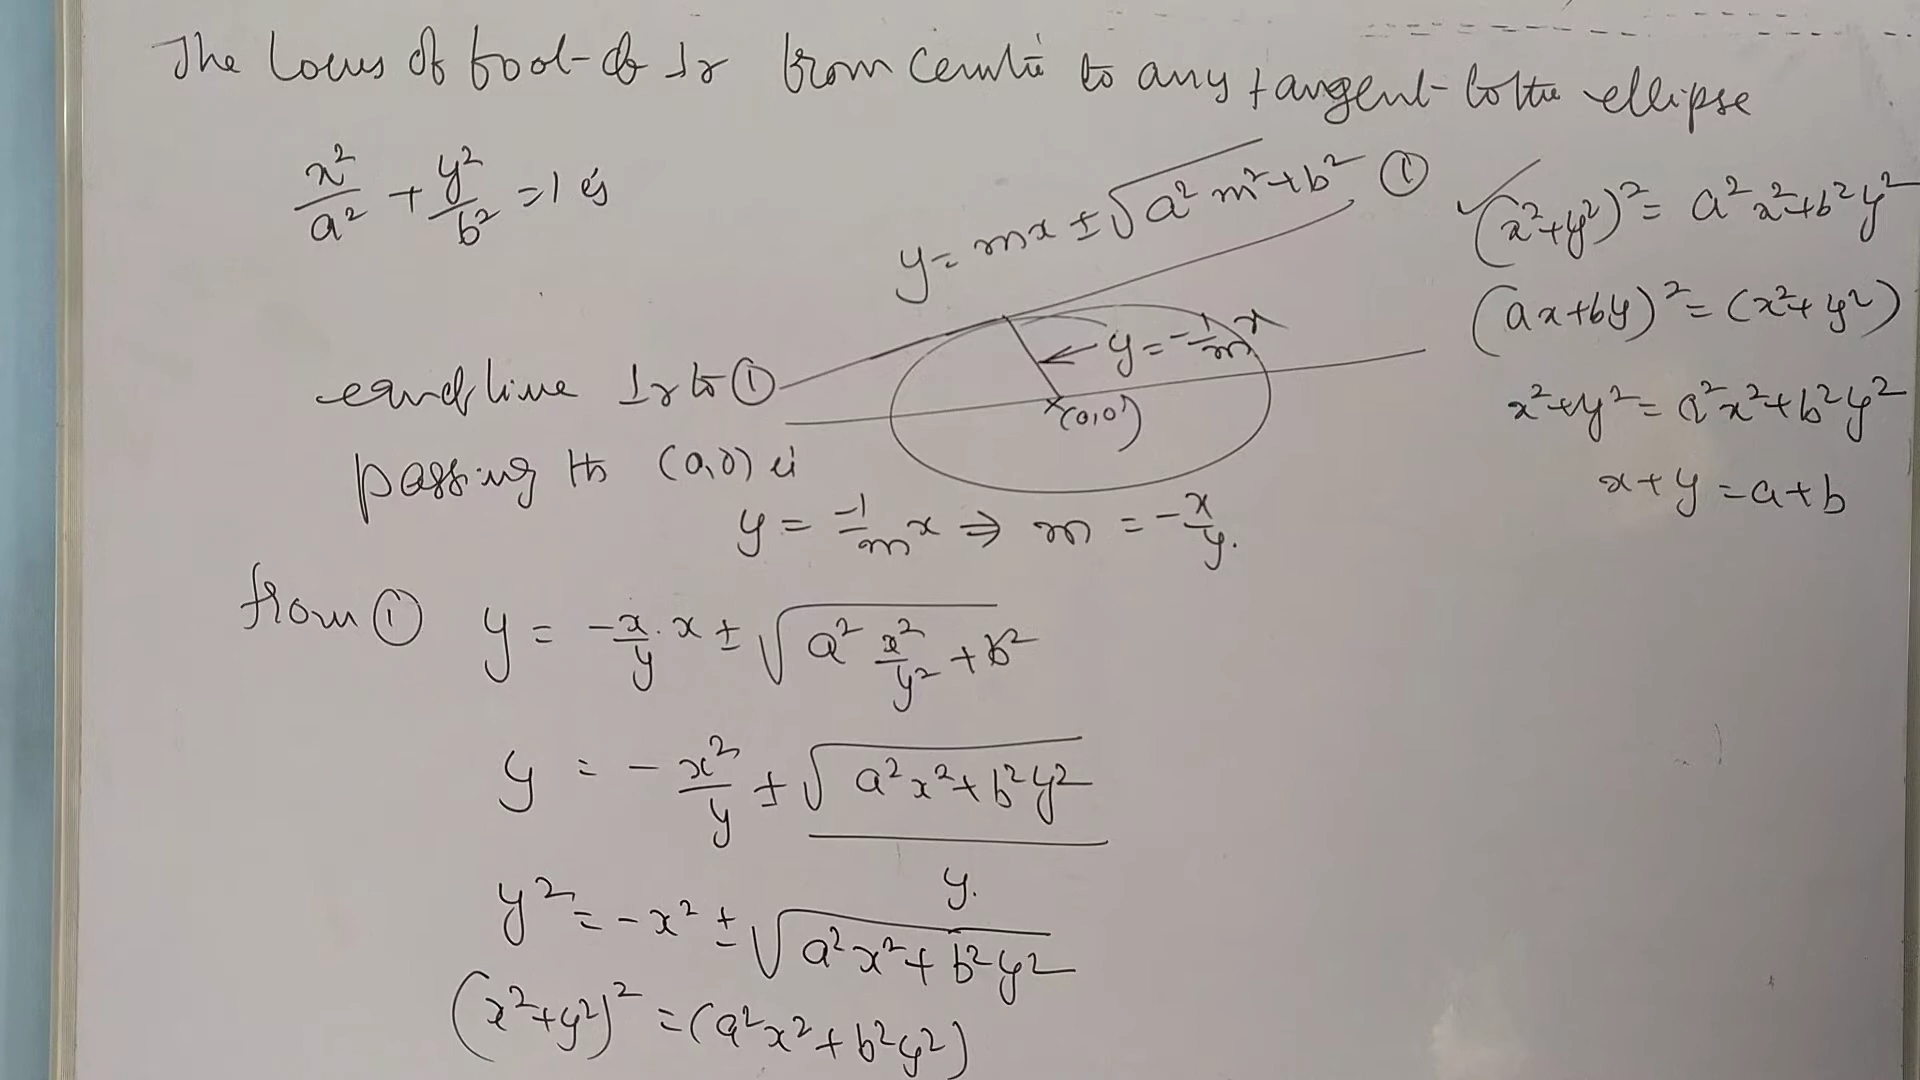 The Locus of foot of ⊥r from centre to any tangent to the ellipse
x²/a² + y²/b² = 1 is
y = mx ± √(a²m² + b²) ①
y = -1/m x
(0,0)
and line ⊥r to ①
passing th (0,0) is
y = -1/m x ⇒ m = -x/y.
from ① y = -x/y . x ± √(a² x²/y² + b²)
y = -x²/y ± √(a²x² + b²y²)/y.
y² = -x² ± √(a²x² + b²y²)
(x²+y²)² = (a²x² + b²y²)
✓ (x²+y²)² = a²x² + b²y²
(ax+by)² = (x²+y²)
x²+y² = a²x² + b²y²
x+y = a+b